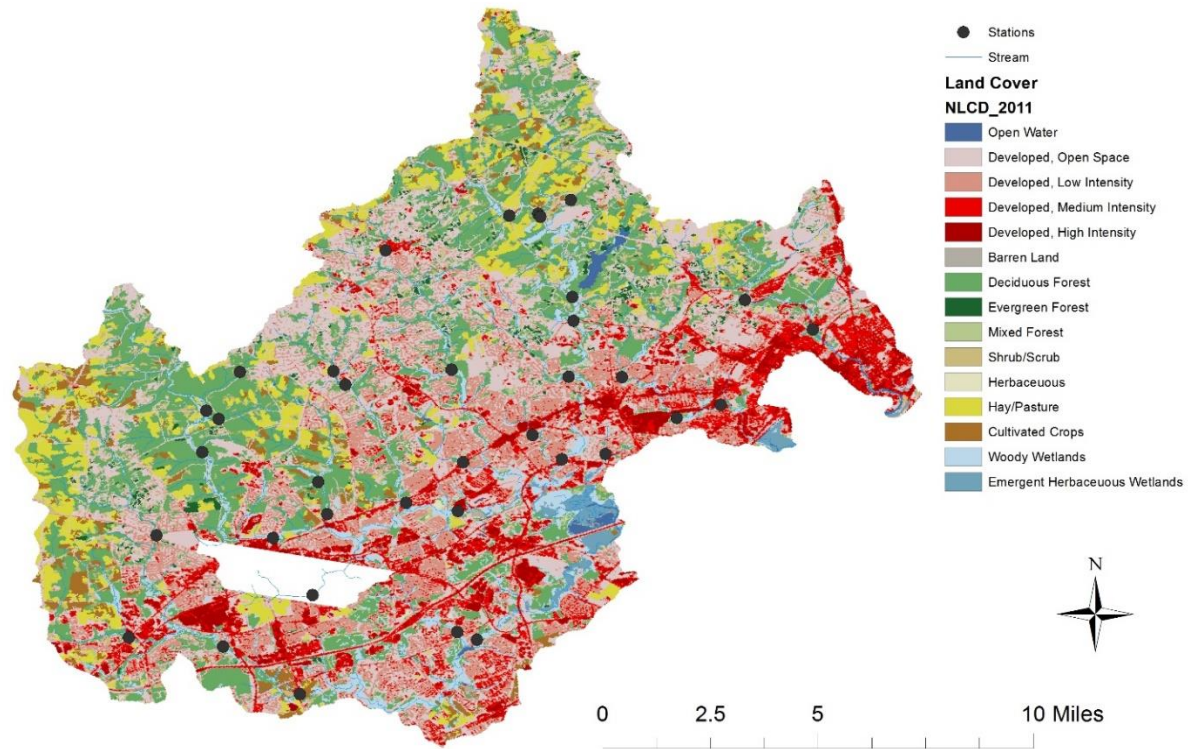 Stations
Stream
Land Cover
NLCD_2011
Open Water
Developed, Open Space
Developed, Low Intensity
Developed, Medium Intensity
Developed, High Intensity
Barren Land
Deciduous Forest
Evergreen Forest
Mixed Forest
Shrub/Scrub
Herbaceuous
Hay/Pasture
Cultivated Crops
Woody Wetlands
Emergent Herbaceuous Wetlands
N
0 2.5 5 10 Miles